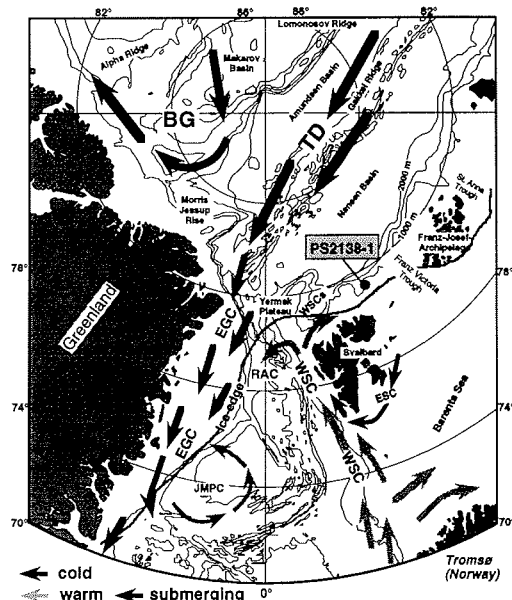 82°
86°
Lomonosov Ridge
86°
82°
Alpha Ridge
Makarov
Basin
Amundsen Basin
Gakkel Ridge
BG
TD
Nansen Basin
2000 m
1000 m
St. Anna
Trough
Morris
Jessup
Rise
Franz-Josef-
Archipelago
PS2138-1
Franz Victoria
Trough
78°
78°
Greenland
Yermak
Plateau
WSCs
EGC
Svalbard
RAC
WSC
ESC
Ice-edge
74°
74°
Barents Sea
EGC
WSC
JMPC
70°
70°
cold
warm
submerging
0°
Tromsø
(Norway)